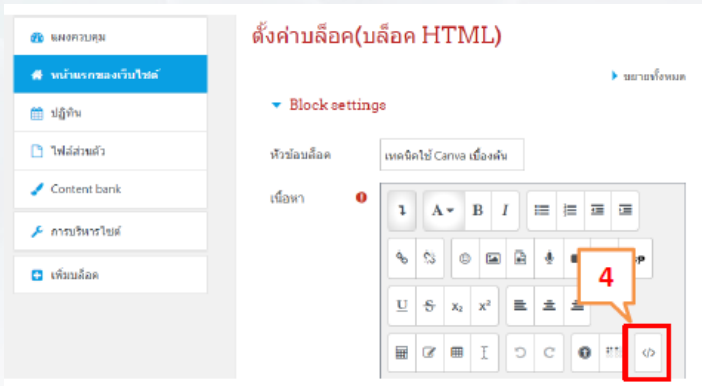 แผงควบคุม
หน้าแรกของเว็บไซต์
ปฏิทิน
ไฟล์ส่วนตัว
Content bank
การบริหารไซต์
เพิ่มบล็อค
ตั้งค่าบล็อค(บล็อค HTML)
ขยายทั้งหมด
Block settings
หัวข้อบล็อค
เทคนิคใช้ Canva เบื้องต้น
เนื้อหา
A B I
U S X₂ X²
4
</>